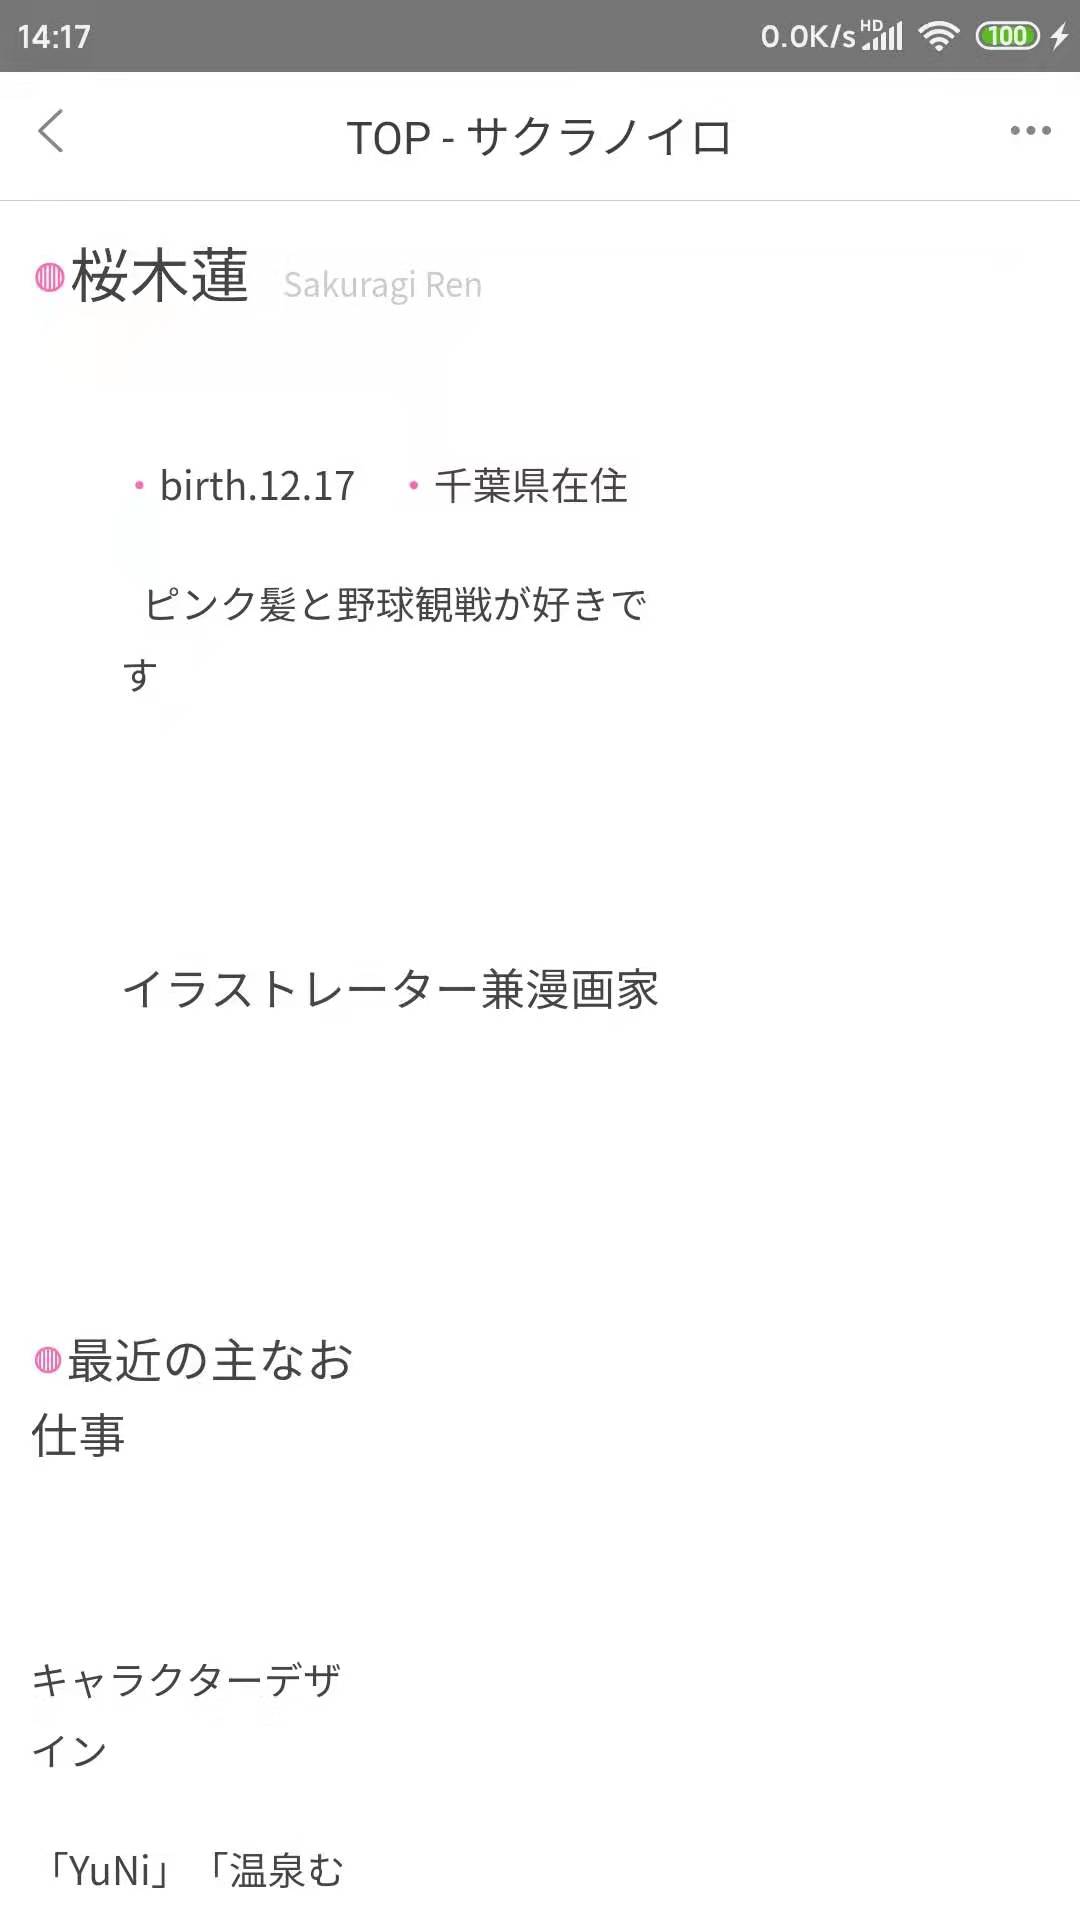 14:17 0.0K/s HD 100
TOP - サクラノイロ
桜木蓮 Sakuragi Ren
・birth.12.17 ・千葉県在住
ピンク髪と野球観戦が好きで
す
イラストレーター兼漫画家
最近の主なお
仕事
キャラクターデザ
イン
「YuNi」「温泉む